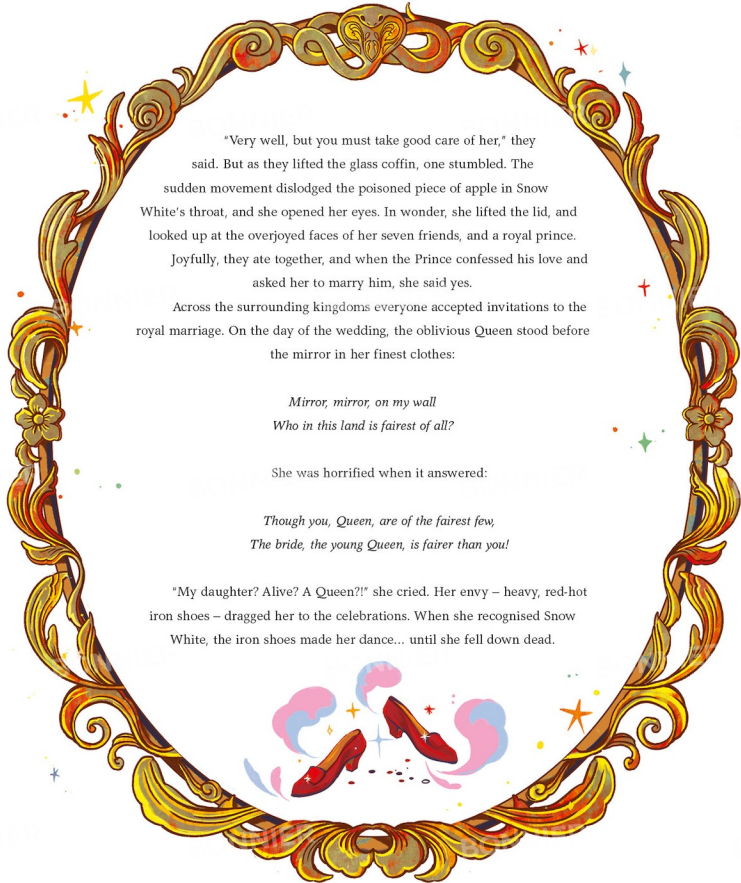 “Very well, but you must take good care of her,” they
said. But as they lifted the glass coffin, one stumbled. The
sudden movement dislodged the poisoned piece of apple in Snow
White’s throat, and she opened her eyes. In wonder, she lifted the lid, and
looked up at the overjoyed faces of her seven friends, and a royal prince.
Joyfully, they ate together, and when the Prince confessed his love and
asked her to marry him, she said yes.
Across the surrounding kingdoms everyone accepted invitations to the
royal marriage. On the day of the wedding, the oblivious Queen stood before
the mirror in her finest clothes:
Mirror, mirror, on my wall
Who in this land is fairest of all?
She was horrified when it answered:
Though you, Queen, are of the fairest few,
The bride, the young Queen, is fairer than you!
“My daughter? Alive? A Queen?!” she cried. Her envy – heavy, red-hot
iron shoes – dragged her to the celebrations. When she recognised Snow
White, the iron shoes made her dance... until she fell down dead.